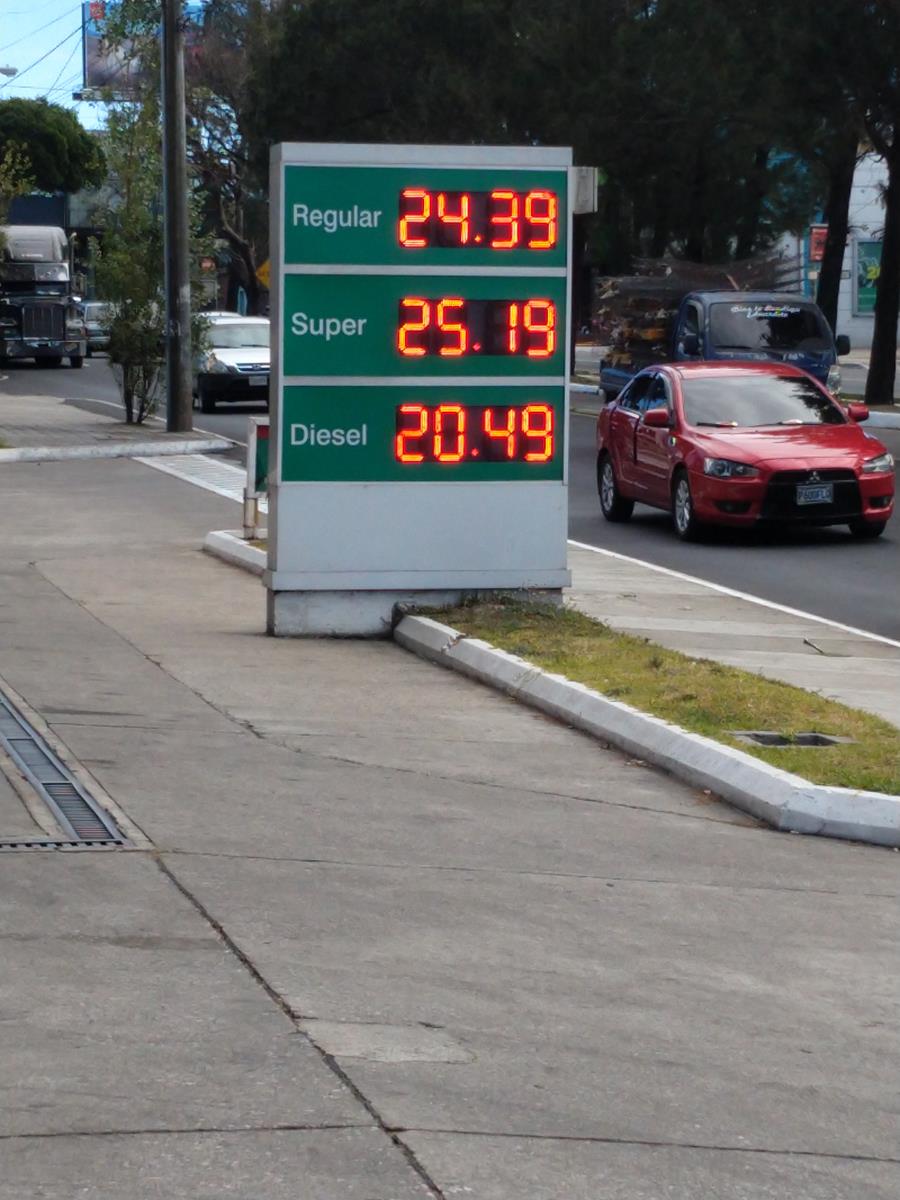 Regular 24.39
Super 25.19
Diesel 20.49